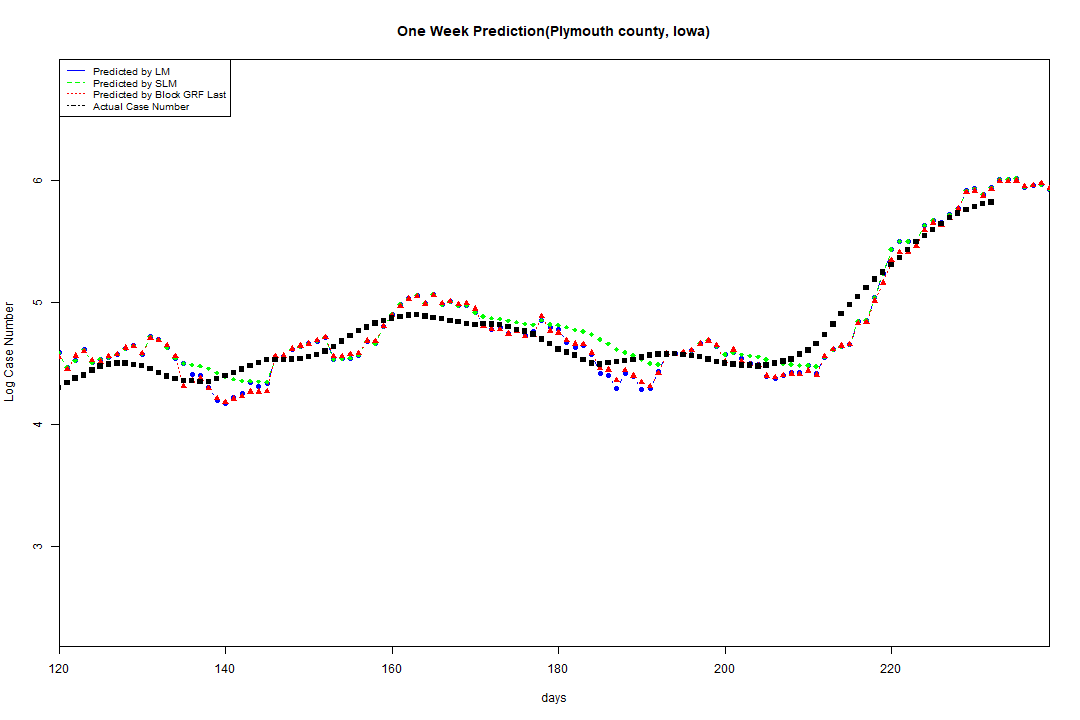 One Week Prediction(Plymouth county, Iowa)
Predicted by LM
Predicted by SLM
Predicted by Block GRF Last
Actual Case Number
Log Case Number
6
5
4
3
120 140 160 180 200 220
days